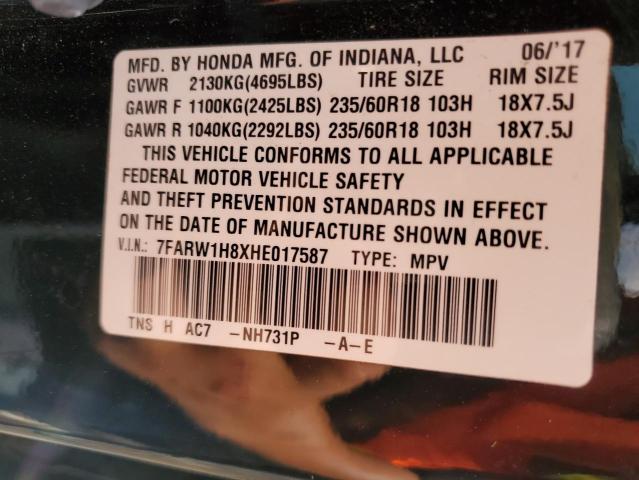 MFD. BY HONDA MFG. OF INDIANA, LLC 06/'17
GVWR 2130KG(4695LBS) TIRE SIZE RIM SIZE
GAWR F 1100KG(2425LBS) 235/60R18 103H 18X7.5J
GAWR R 1040KG(2292LBS) 235/60R18 103H 18X7.5J
THIS VEHICLE CONFORMS TO ALL APPLICABLE
FEDERAL MOTOR VEHICLE SAFETY
AND THEFT PREVENTION STANDARDS IN EFFECT
ON THE DATE OF MANUFACTURE SHOWN ABOVE.
V.I.N.: 7FARW1H8XHE017587 TYPE: MPV
TNS H AC7 -NH731P -A-E